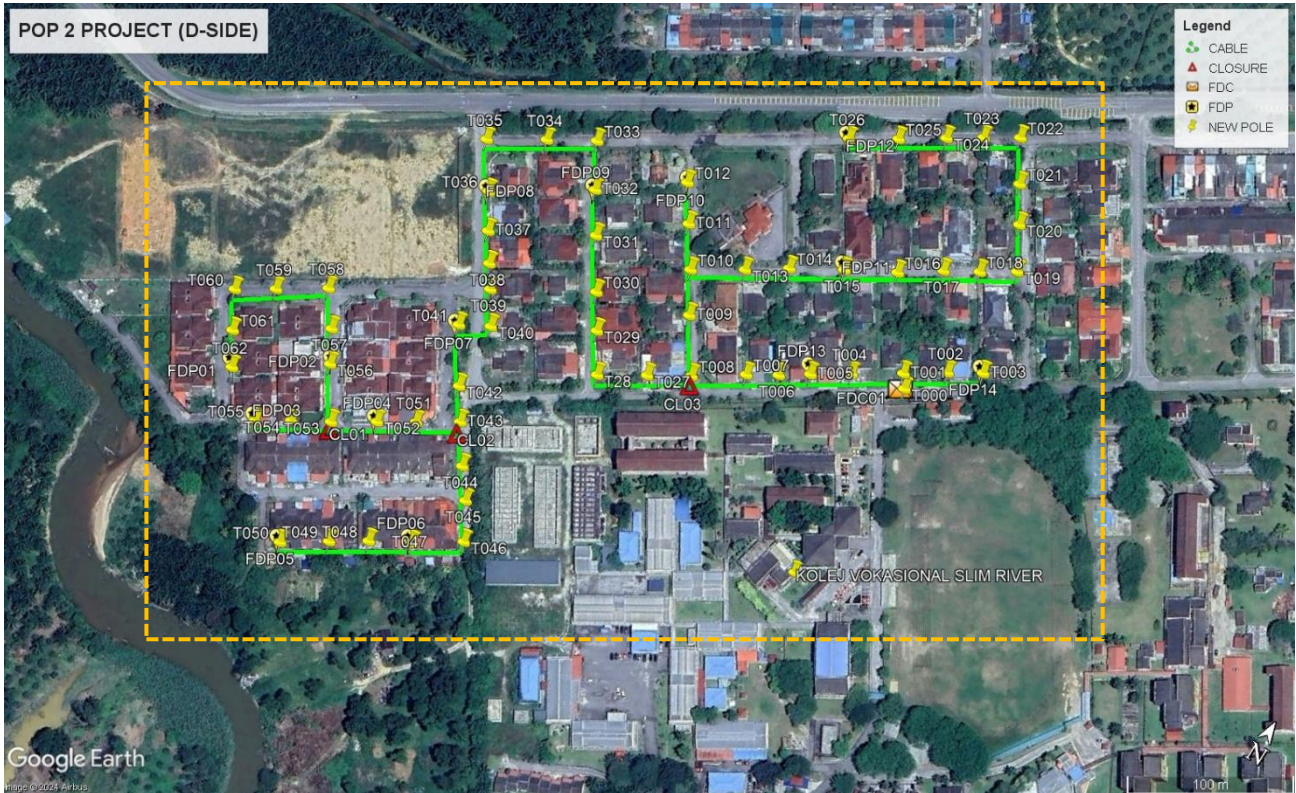 POP 2 PROJECT (D-SIDE)
Legend
CABLE
CLOSURE
FDC
FDP
NEW POLE
T035
T034
T033
T026
T025
T023
T022
FDP12
T024
T036
FDP08
FDP09
T032
T012
T021
FDP10
T037
T031
T011
T020
T060
T059
T058
T038
T030
T010
T013
T014
FDP11
T015
T016
T017
T018
T019
T061
T041
T039
T040
T009
T062
T057
FDP07
T029
FDP01
FDP02
T056
T28
T027
T008
FDP13
T007
T004
T005
T006
T002
T001
T003
FDP14
T042
CL03
FDC01
T000
T055
FDP03
FDP04
T051
T054
T053
CL01
T052
T043
CL02
T044
T045
T050
T049
T048
FDP06
T047
T046
FDP05
KOLEJ VOKASIONAL SLIM RIVER
Google Earth
Image © 2024 Airbus
N
100 m